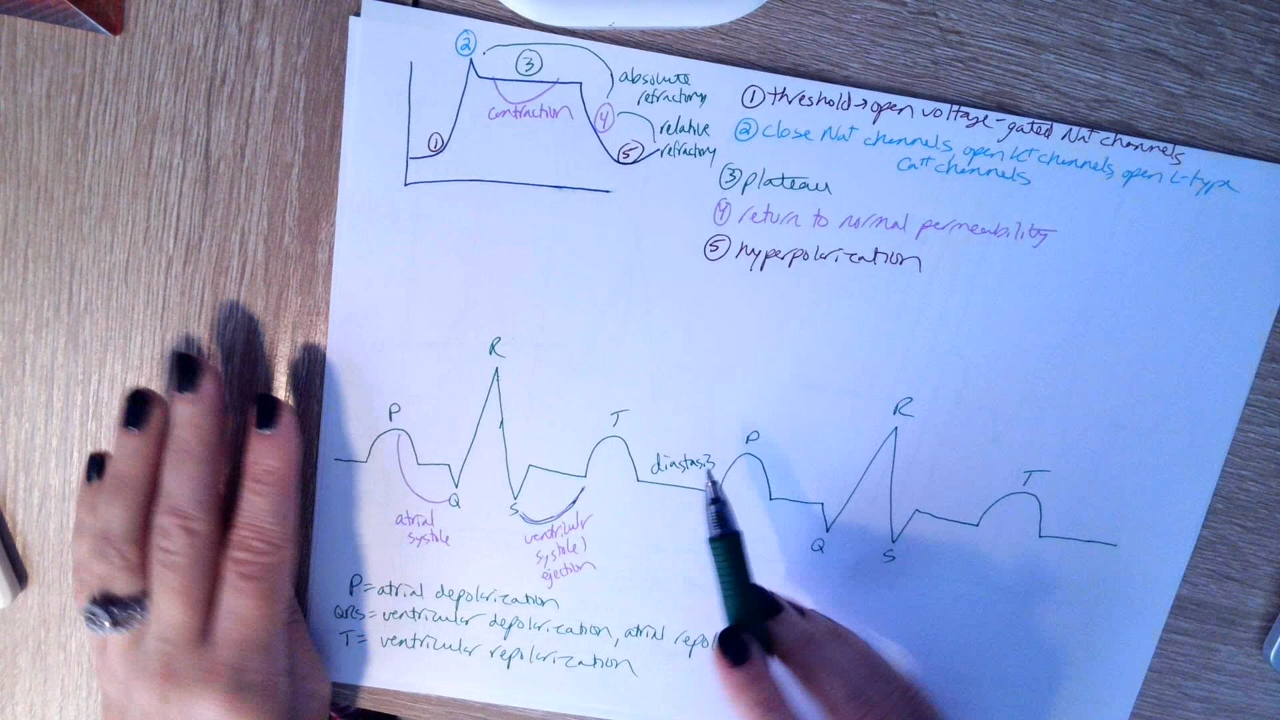 ②
③
absolute
refractory
contraction
④
①
relative
refractory
⑤
① threshold → open voltage-gated Na+ channels
② close Na+ channels, open K+ channels, open L-type
Ca++ channels
③ plateau
④ return to normal permeability
⑤ hyperpolarization
R
P
T
diastasis
Q
S
atrial
systole
ventricular
systole/
ejection
R
P
T
Q
S
P = atrial depolarization
QRS = ventricular depolarization, atrial repol
T = ventricular repolarization